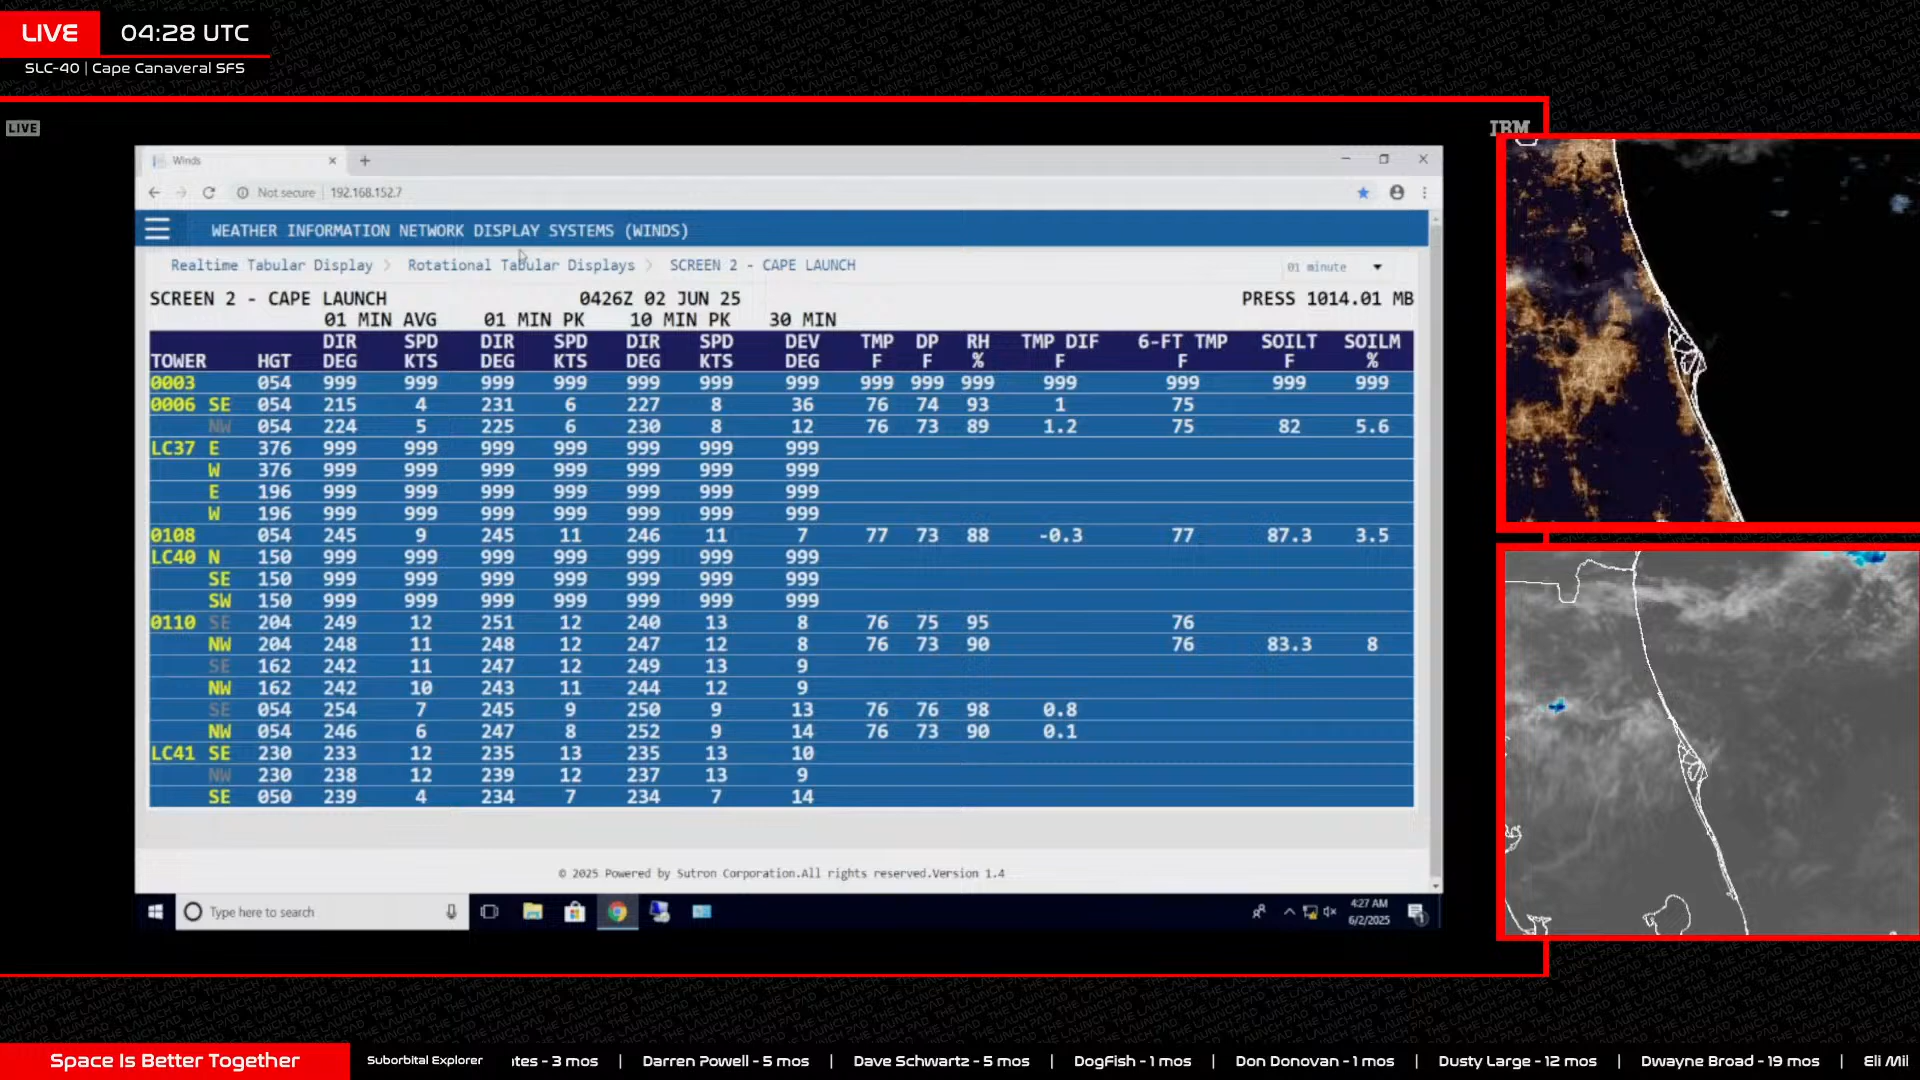 LIVE 04:28 UTC
SLC-40 | Cape Canaveral SFS
LIVE
IBM
Winds
Not secure 192.168.152.7
WEATHER INFORMATION NETWORK DISPLAY SYSTEMS (WINDS)
Realtime Tabular Display > Rotational Tabular Displays > SCREEN 2 - CAPE LAUNCH 01 minute
SCREEN 2 - CAPE LAUNCH 0426Z 02 JUN 25 PRESS 1014.01 MB
01 MIN AVG 01 MIN PK 10 MIN PK 30 MIN
DIR SPD DIR SPD DIR SPD DEV TMP DP RH TMP DIF 6-FT TMP SOILT SOILM
TOWER HGT DEG KTS DEG KTS DEG KTS DEG F F % F F F %
0003 054 999 999 999 999 999 999 999 999 999 999 999 999 999 999
0006 SE 054 215 4 231 6 227 8 36 76 74 93 1 75
NW 054 224 5 225 6 230 8 12 76 73 89 1.2 75 82 5.6
LC37 E 376 999 999 999 999 999 999 999
W 376 999 999 999 999 999 999 999
E 196 999 999 999 999 999 999 999
W 196 999 999 999 999 999 999 999
0108 054 245 9 245 11 246 11 7 77 73 88 -0.3 77 87.3 3.5
LC40 N 150 999 999 999 999 999 999 999
SE 150 999 999 999 999 999 999 999
SW 150 999 999 999 999 999 999 999
0110 SE 204 249 12 251 12 240 13 8 76 75 95 76
NW 204 248 11 248 12 247 12 8 76 73 90 76 83.3 8
SE 162 242 11 247 12 249 13 9
NW 162 242 10 243 11 244 12 9
SE 054 254 7 245 9 250 9 13 76 76 98 0.8
NW 054 246 6 247 8 252 9 14 76 73 90 0.1
LC41 SE 230 233 12 235 13 235 13 10
NW 230 238 12 239 12 237 13 9
SE 050 239 4 234 7 234 7 14
© 2025 Powered by Sutron Corporation.All rights reserved.Version 1.4
Type here to search
4:27 AM
6/2/2025
1
Space Is Better Together Suborbital Explorer ites - 3 mos | Darren Powell - 5 mos | Dave Schwartz - 5 mos | DogFish - 1 mos | Don Donovan - 1 mos | Dusty Large - 12 mos | Dwayne Broad - 19 mos | Eli Mil